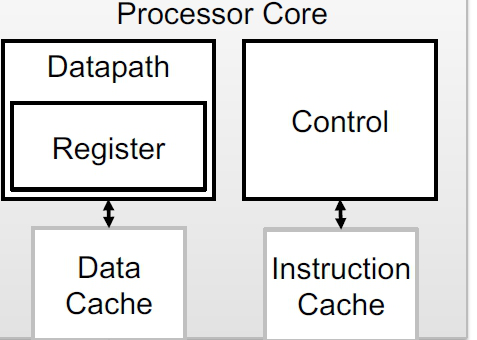 Processor Core
Datapath
Register
Control
Data
Cache
Instruction
Cache